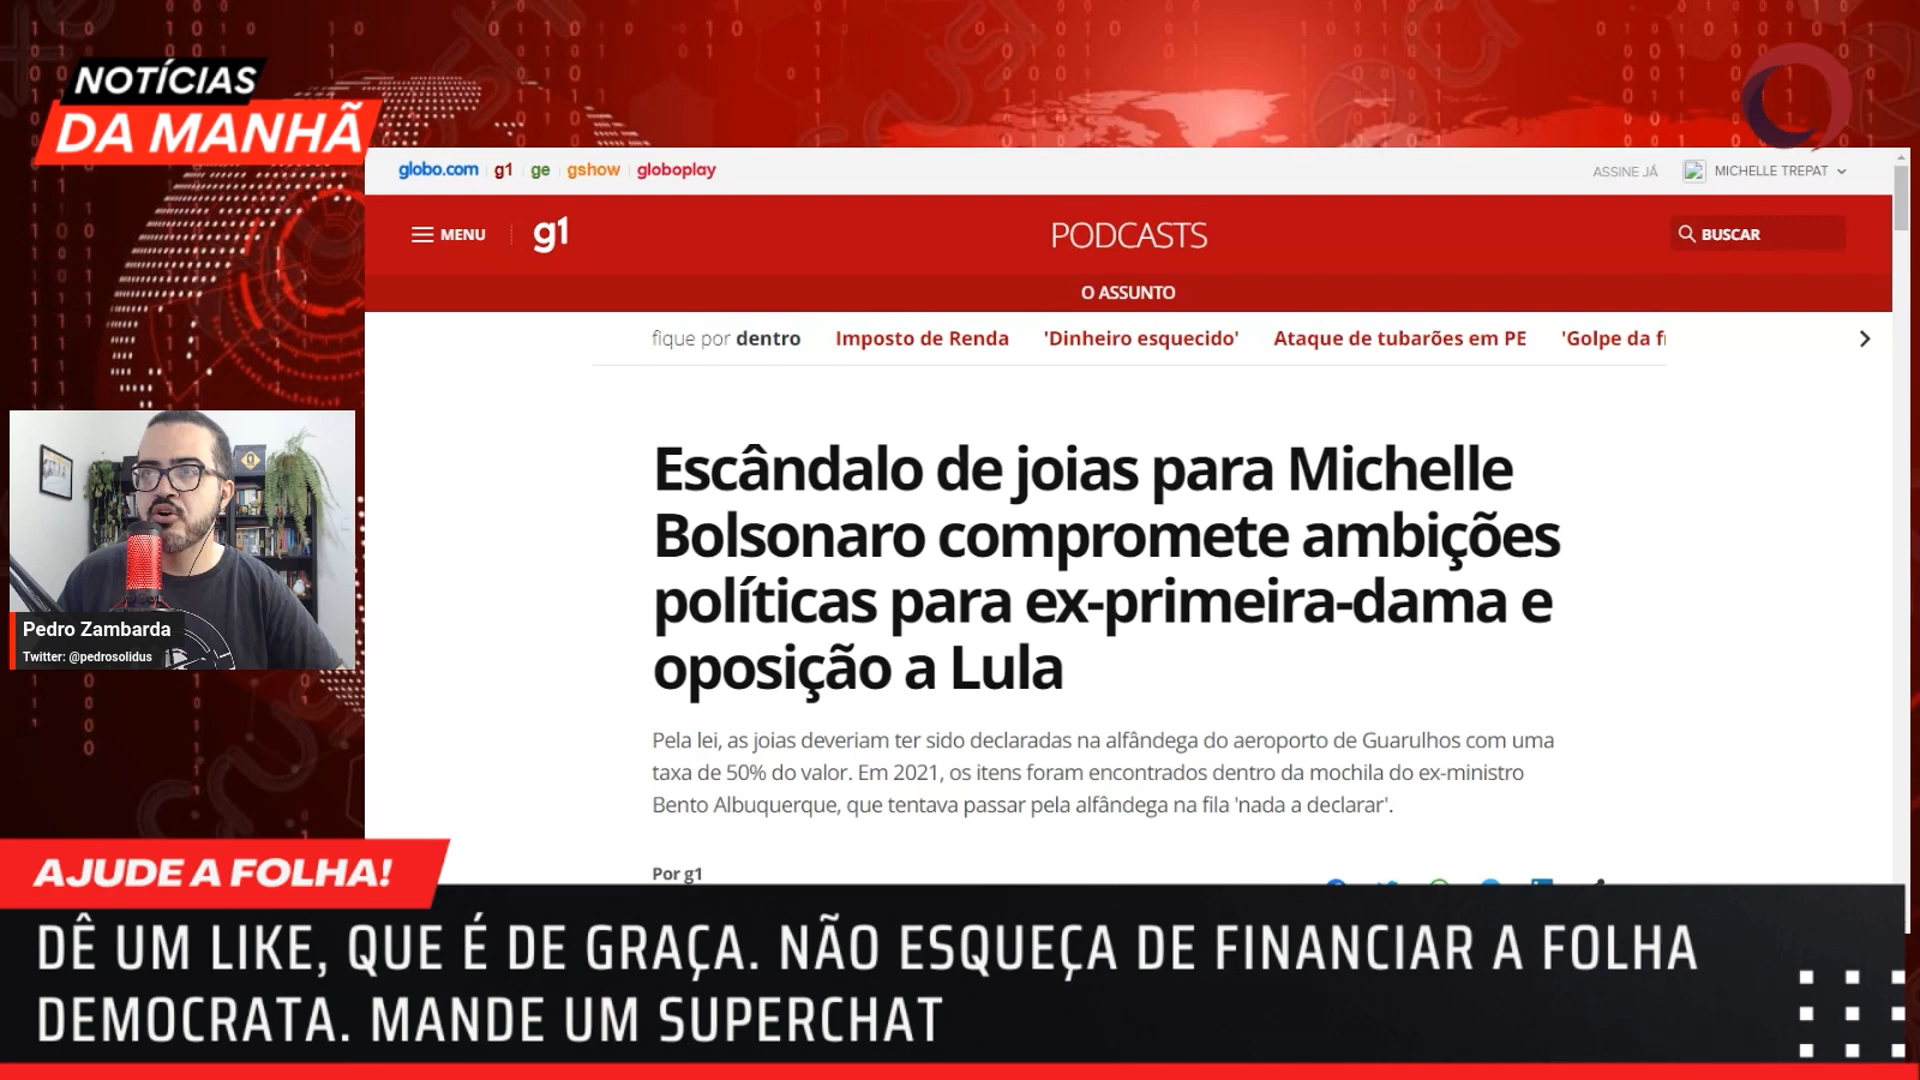 NOTÍCIAS
DA MANHÃ
globo.com g1 ge gshow globoplay
ASSINE JÁ
MICHELLE TREPAT
MENU
g1
PODCASTS
BUSCAR
O ASSUNTO
fique por dentro
Imposto de Renda
'Dinheiro esquecido'
Ataque de tubarões em PE
'Golpe da
Escândalo de joias para Michelle
Bolsonaro compromete ambições
políticas para ex-primeira-dama e
oposição a Lula
Pela lei, as joias deveriam ter sido declaradas na alfândega do aeroporto de Guarulhos com uma
taxa de 50% do valor. Em 2021, os itens foram encontrados dentro da mochila do ex-ministro
Bento Albuquerque, que tentava passar pela alfândega na fila 'nada a declarar'.
Por g1
Pedro Zambarda
Twitter: @pedrosolidus
AJUDE A FOLHA!
DÊ UM LIKE, QUE É DE GRAÇA. NÃO ESQUEÇA DE FINANCIAR A FOLHA
DEMOCRATA. MANDE UM SUPERCHAT